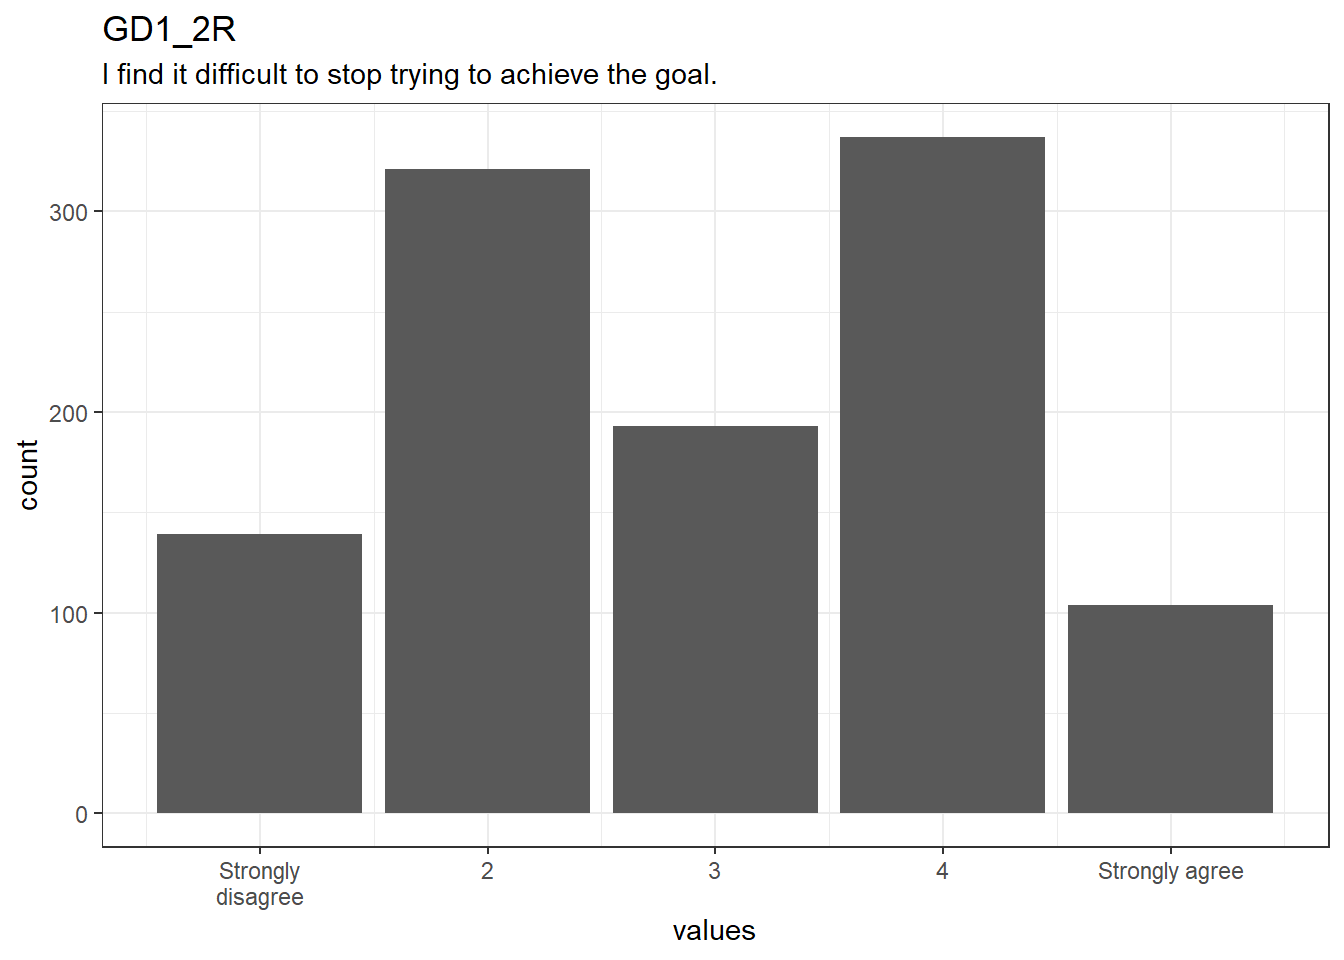 GD1_2R
I find it difficult to stop trying to achieve the goal.
300
200
100
0
count
Strongly
disagree
2
3
4
Strongly agree
values